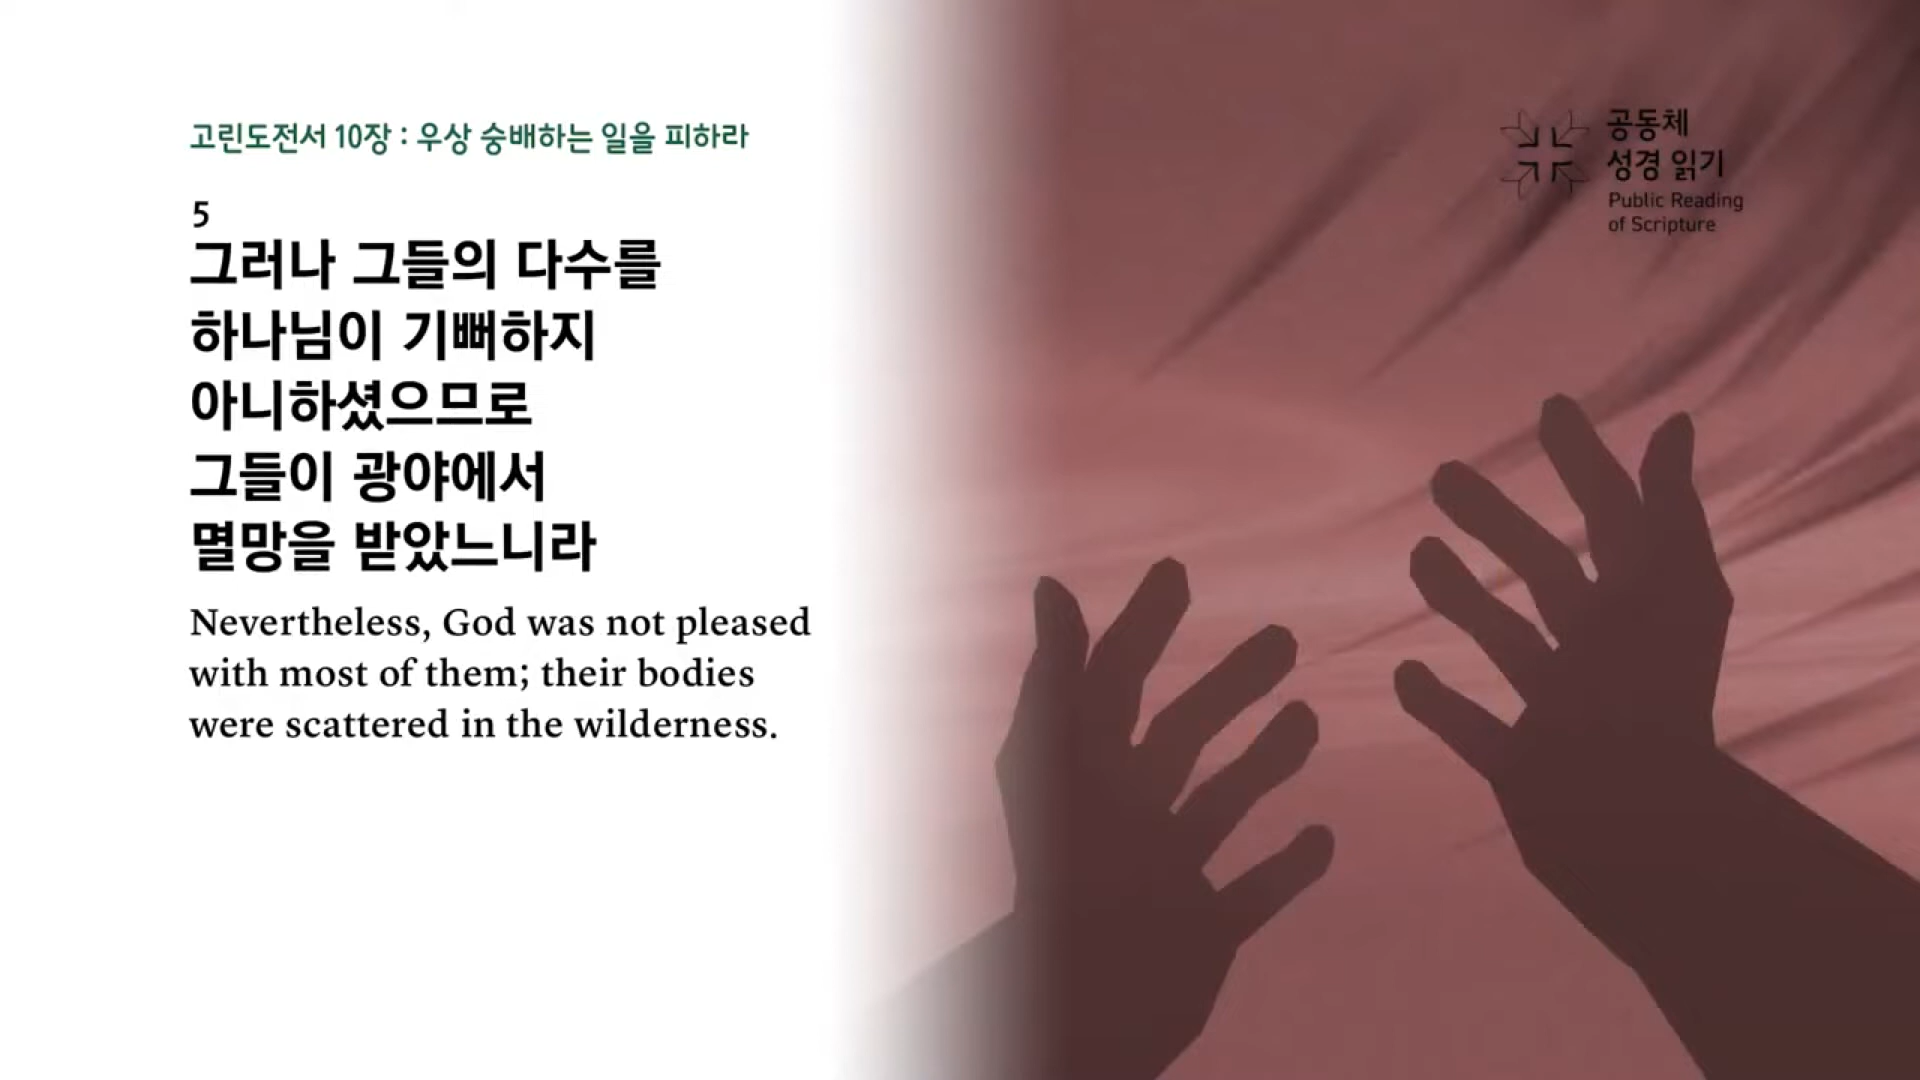 고린도전서 10장 : 우상 숭배하는 일을 피하라
5
그러나 그들의 다수를
하나님이 기뻐하지
아니하셨으므로
그들이 광야에서
멸망을 받았느니라
Nevertheless, God was not pleased
with most of them; their bodies
were scattered in the wilderness.
공동체
성경 읽기
Public Reading
of Scripture